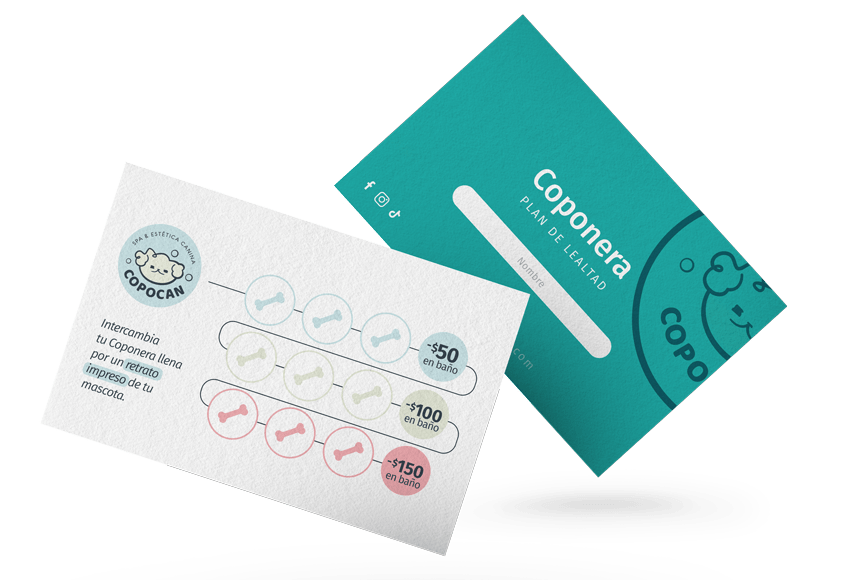 SPA & ESTÉTICA CANINA
COPOCAN
Intercambia
tu Coponera llena
por un retrato
impreso de tu
mascota.
-$50
en baño
-$100
en baño
-$150
en baño
Coponera
PLAN DE LEALTAD
Nombre
.com
COPO